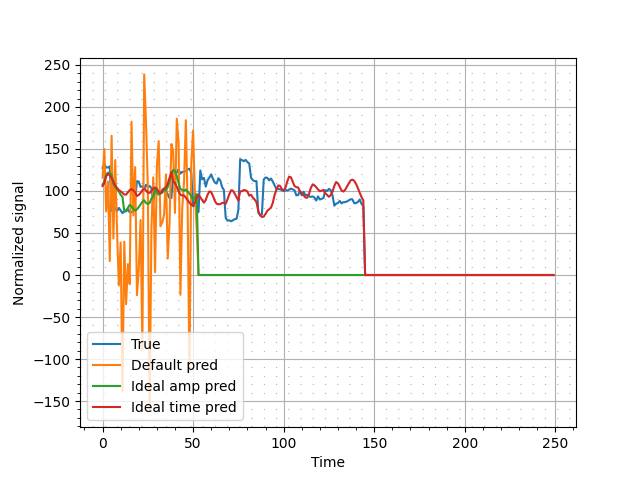 250
200
150
100
50
0
−50
−100
−150
Normalized signal
True
Default pred
Ideal amp pred
Ideal time pred
0 50 100 150 200 250
Time